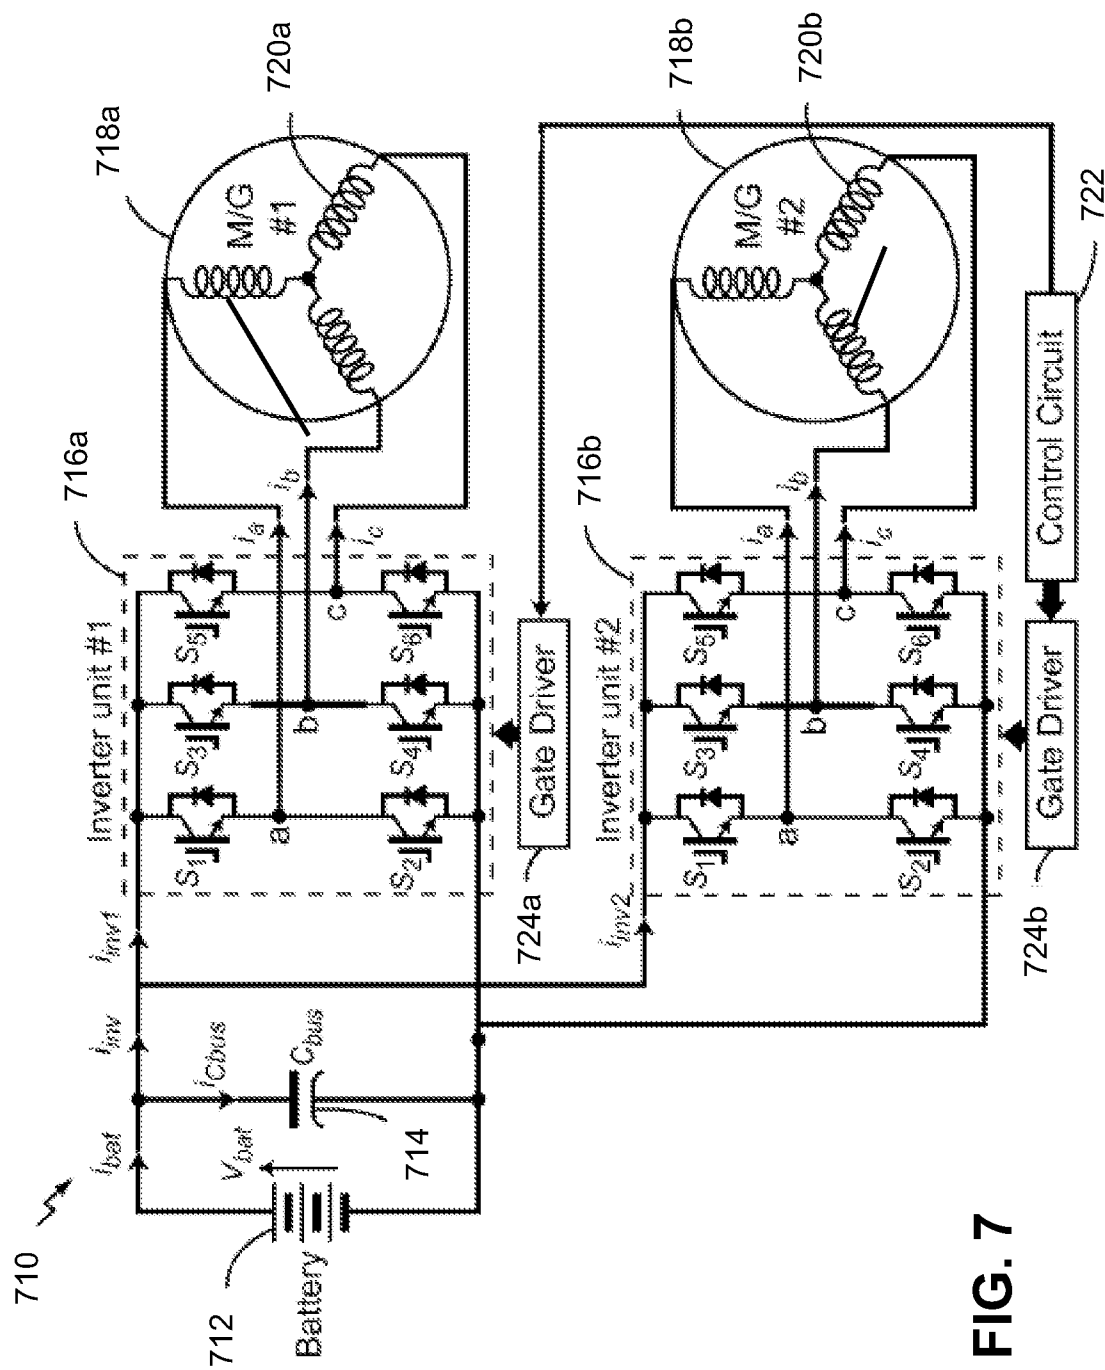 710
712
Battery
V_bat
i_bat
i_Cbus
C_bus
714
i_inv
i_inv1
Inverter unit #1
716a
S1
S3
S5
a
b
c
S2
S4
S6
i_a
i_b
i_c
718a
M/G
#1
720a
Gate Driver
724a
i_inv2
Inverter unit #2
716b
S1
S3
S5
a
b
c
S2
S4
S6
i_a
i_b
i_c
718b
M/G
#2
720b
Gate Driver
724b
Control Circuit
722
FIG. 7